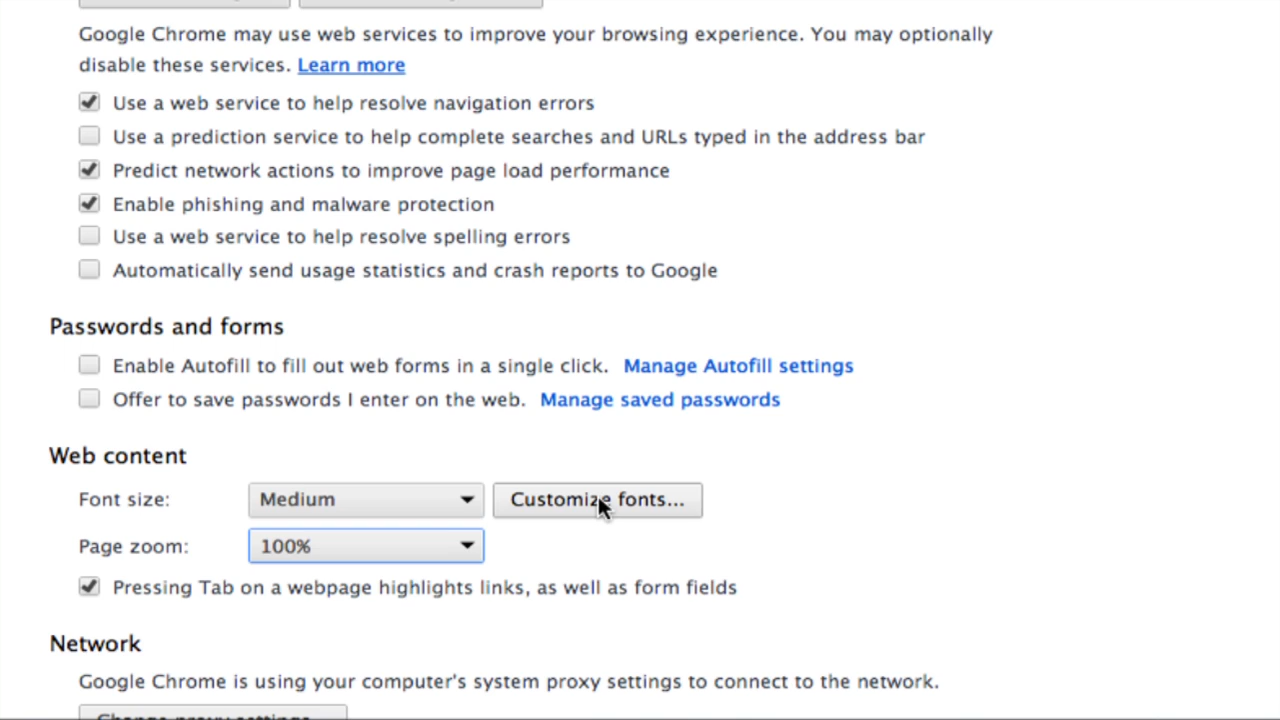 Google Chrome may use web services to improve your browsing experience. You may optionally
disable these services. Learn more
Use a web service to help resolve navigation errors
Use a prediction service to help complete searches and URLs typed in the address bar
Predict network actions to improve page load performance
Enable phishing and malware protection
Use a web service to help resolve spelling errors
Automatically send usage statistics and crash reports to Google
Passwords and forms
Enable Autofill to fill out web forms in a single click. Manage Autofill settings
Offer to save passwords I enter on the web. Manage saved passwords
Web content
Font size: Medium Customize fonts...
Page zoom: 100%
Pressing Tab on a webpage highlights links, as well as form fields
Network
Google Chrome is using your computer's system proxy settings to connect to the network.
Change proxy settings...